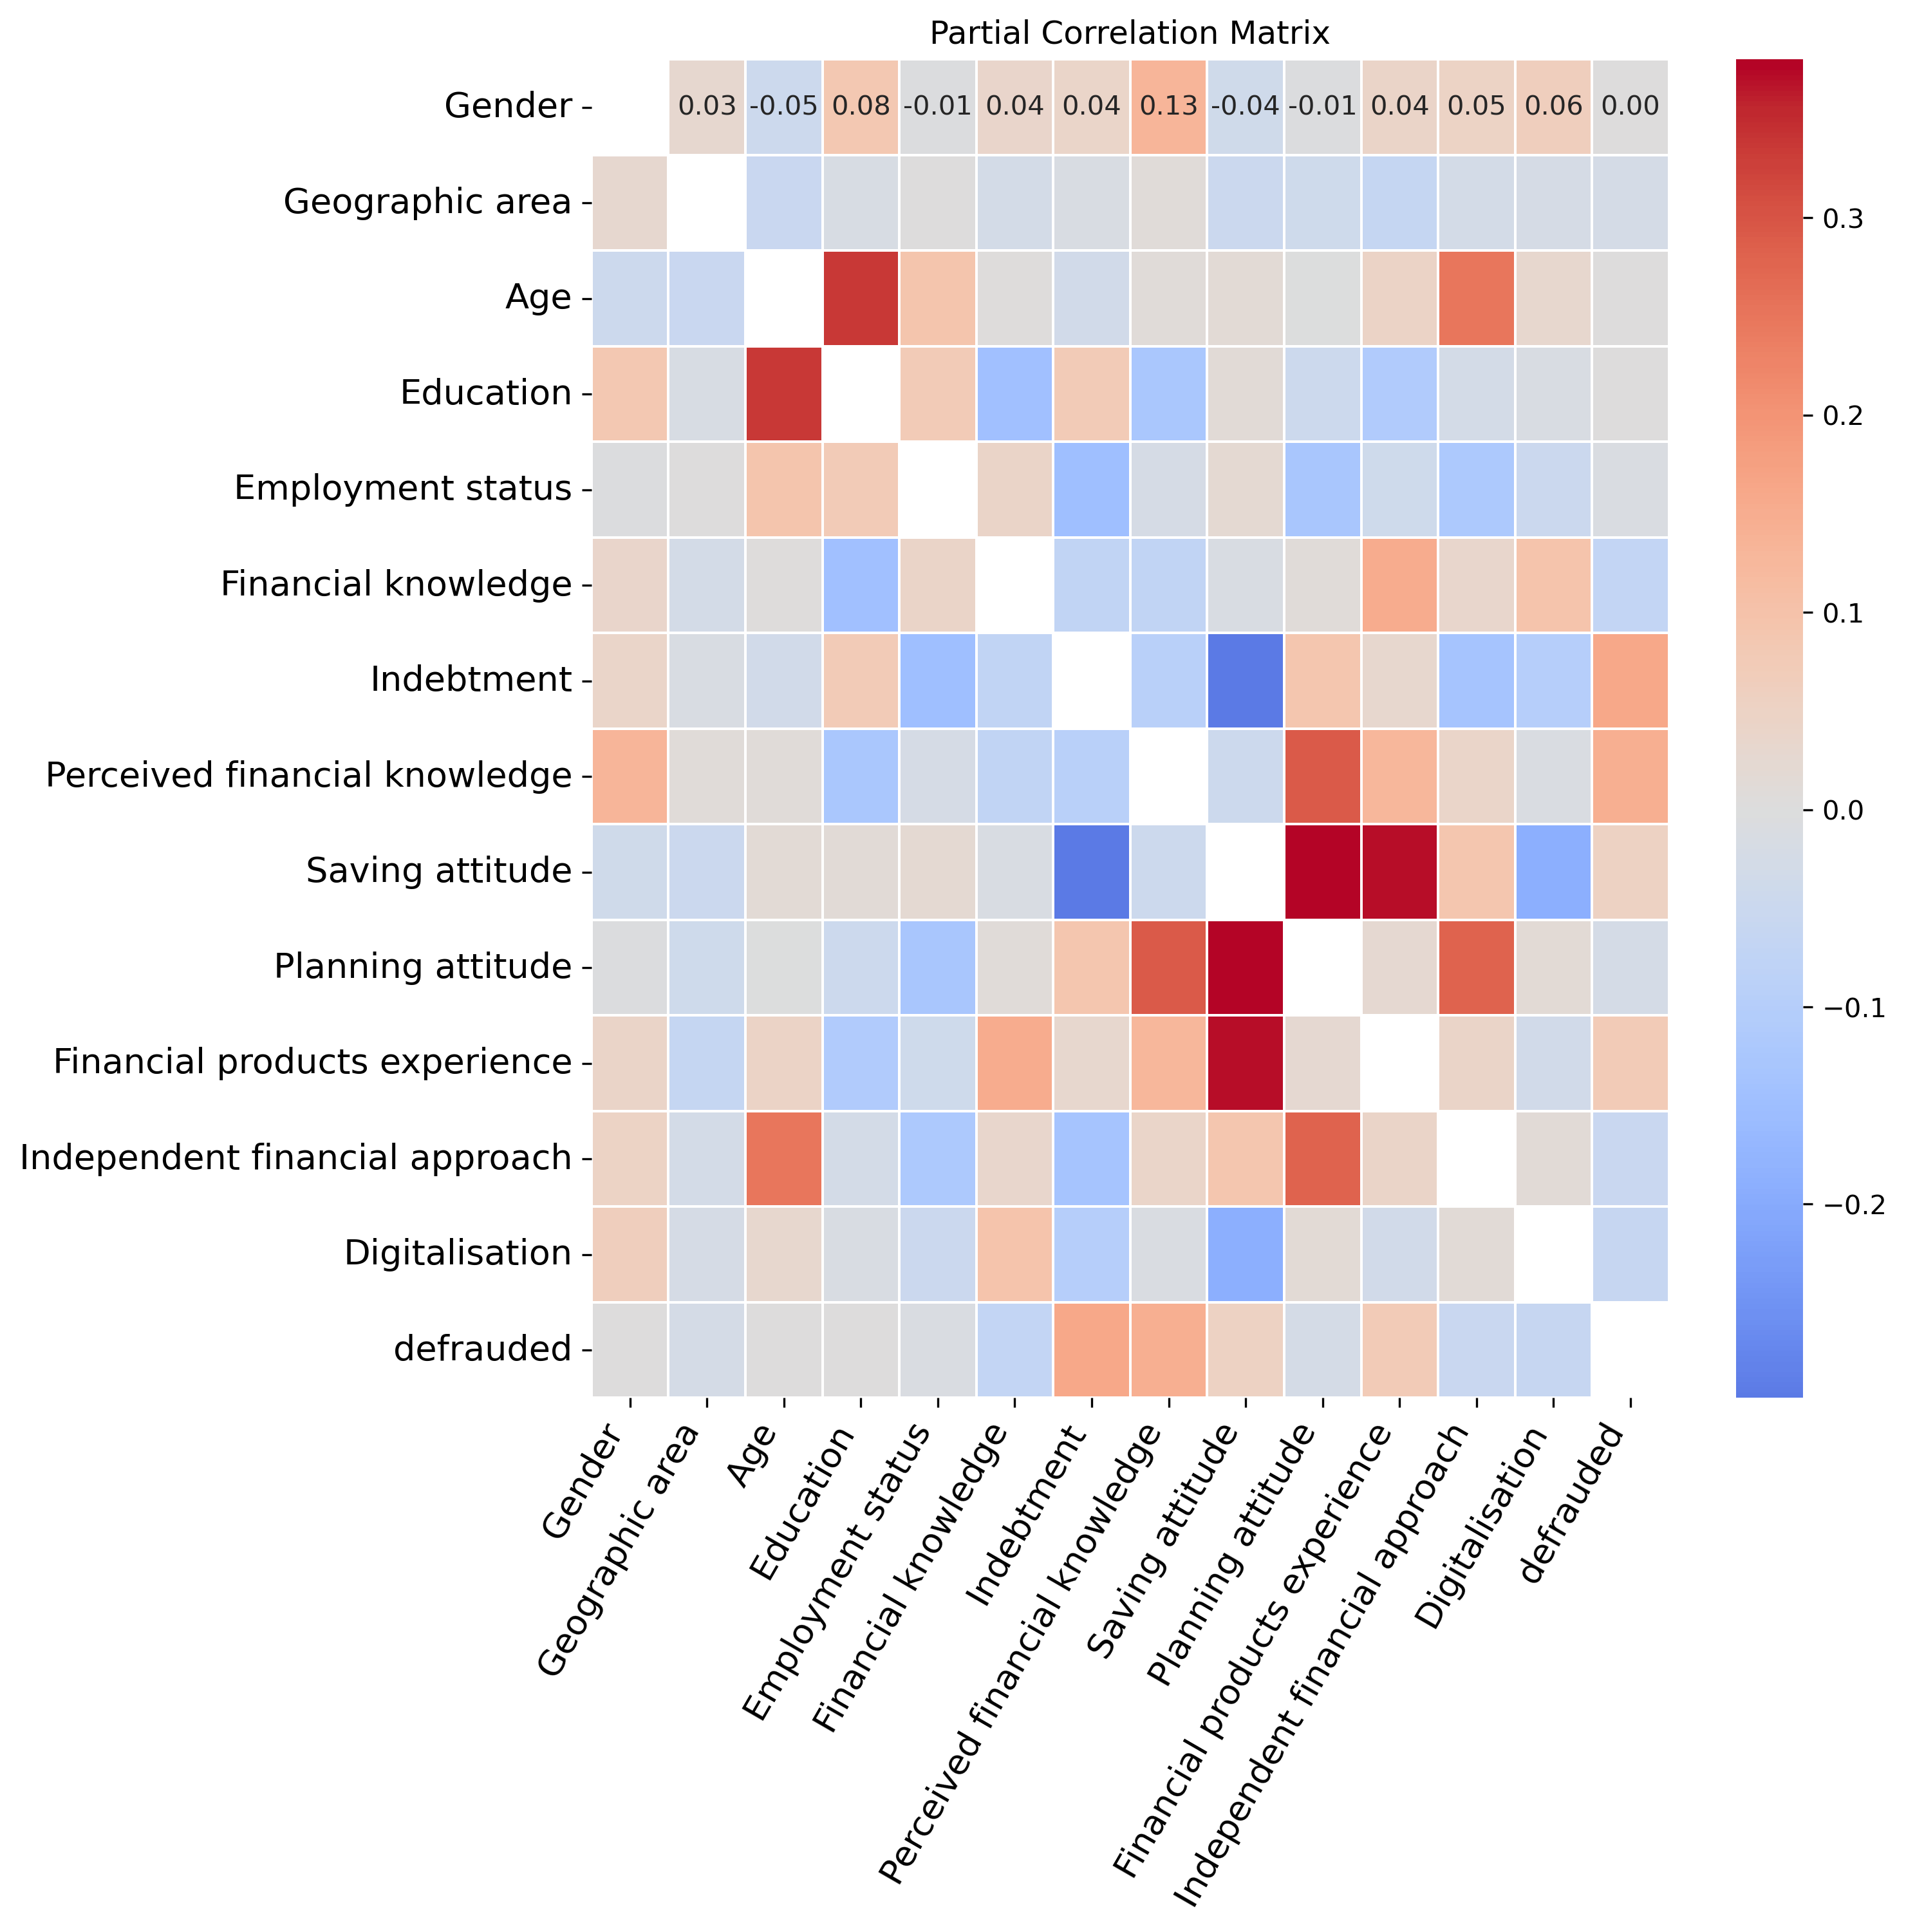 Partial Correlation Matrix
Gender
0.03 -0.05 0.08 -0.01 0.04 0.04 0.13 -0.04 -0.01 0.04 0.05 0.06 0.00
Geographic area
Age
Education
Employment status
Financial knowledge
Indebtment
Perceived financial knowledge
Saving attitude
Planning attitude
Financial products experience
Independent financial approach
Digitalisation
defrauded
Gender
Geographic area
Age
Education
Employment status
Financial knowledge
Indebtment
Perceived financial knowledge
Saving attitude
Planning attitude
Financial products experience
Independent financial approach
Digitalisation
defrauded
0.3
0.2
0.1
0.0
−0.1
−0.2